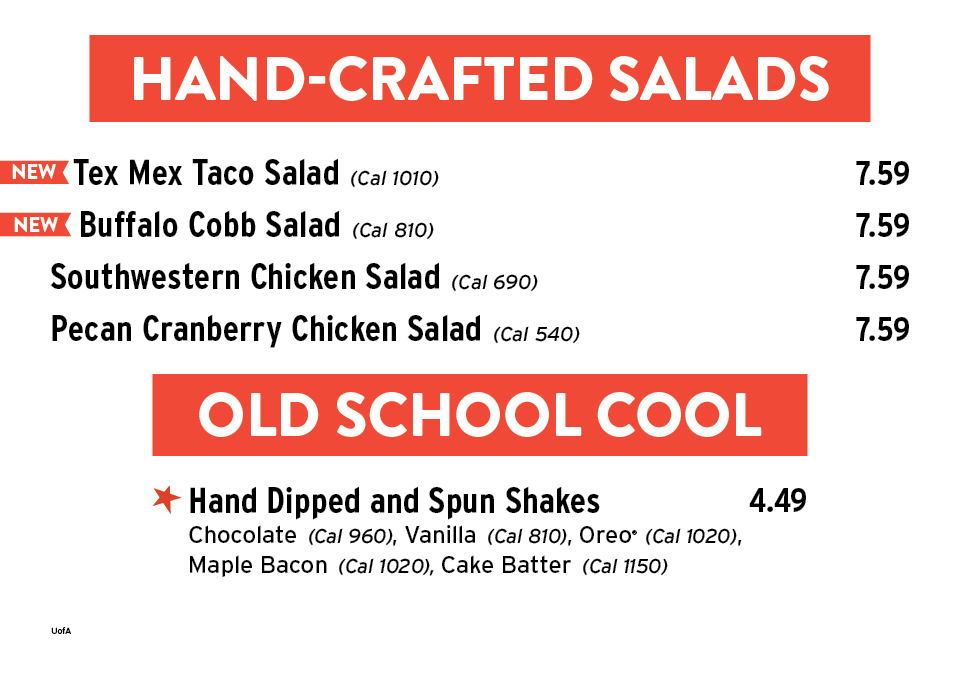 HAND-CRAFTED SALADS
NEW Tex Mex Taco Salad (Cal 1010) 7.59
NEW Buffalo Cobb Salad (Cal 810) 7.59
Southwestern Chicken Salad (Cal 690) 7.59
Pecan Cranberry Chicken Salad (Cal 540) 7.59
OLD SCHOOL COOL
Hand Dipped and Spun Shakes 4.49
Chocolate (Cal 960), Vanilla (Cal 810), Oreo® (Cal 1020),
Maple Bacon (Cal 1020), Cake Batter (Cal 1150)
UofA